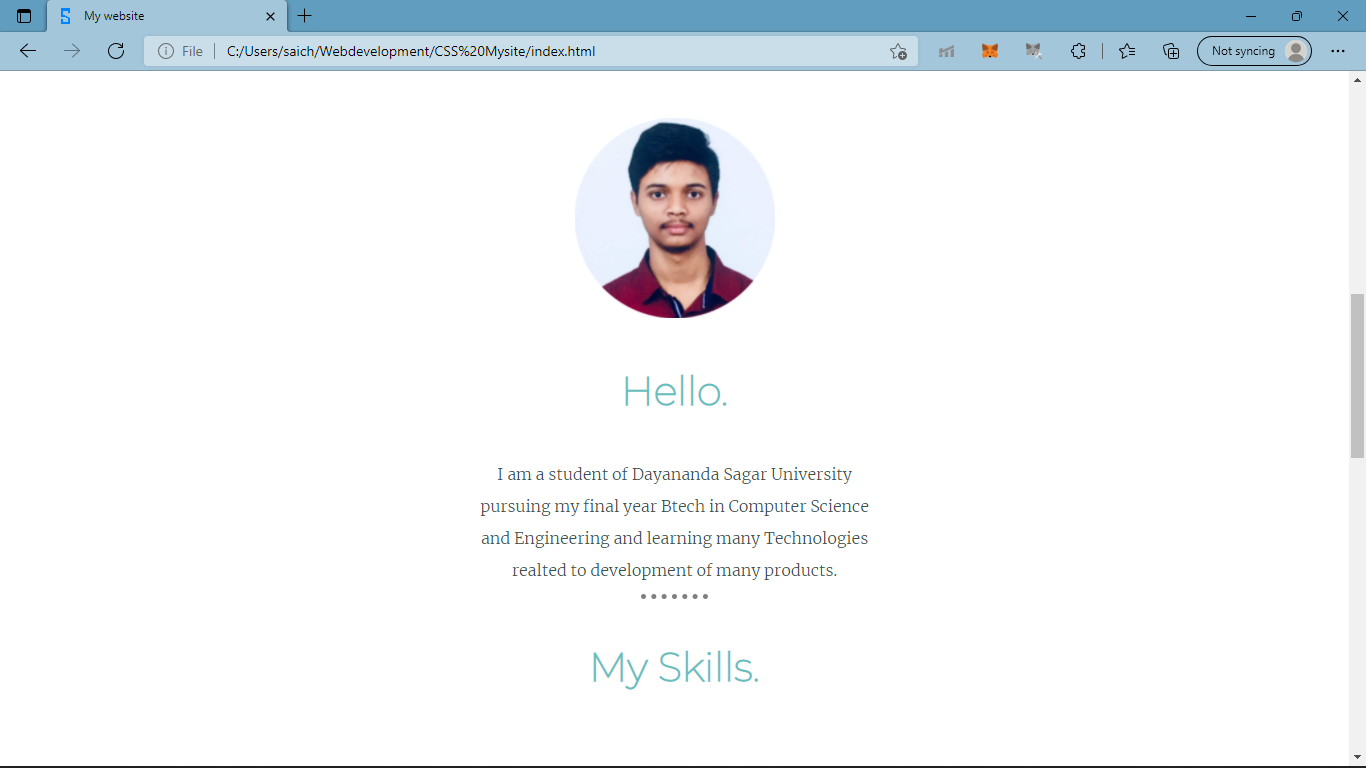 My website
File
C:/Users/saich/Webdevelopment/CSS%20Mysite/index.html
Not syncing
Hello.
I am a student of Dayananda Sagar University
pursuing my final year Btech in Computer Science
and Engineering and learning many Technologies
realted to development of many products.
My Skills.